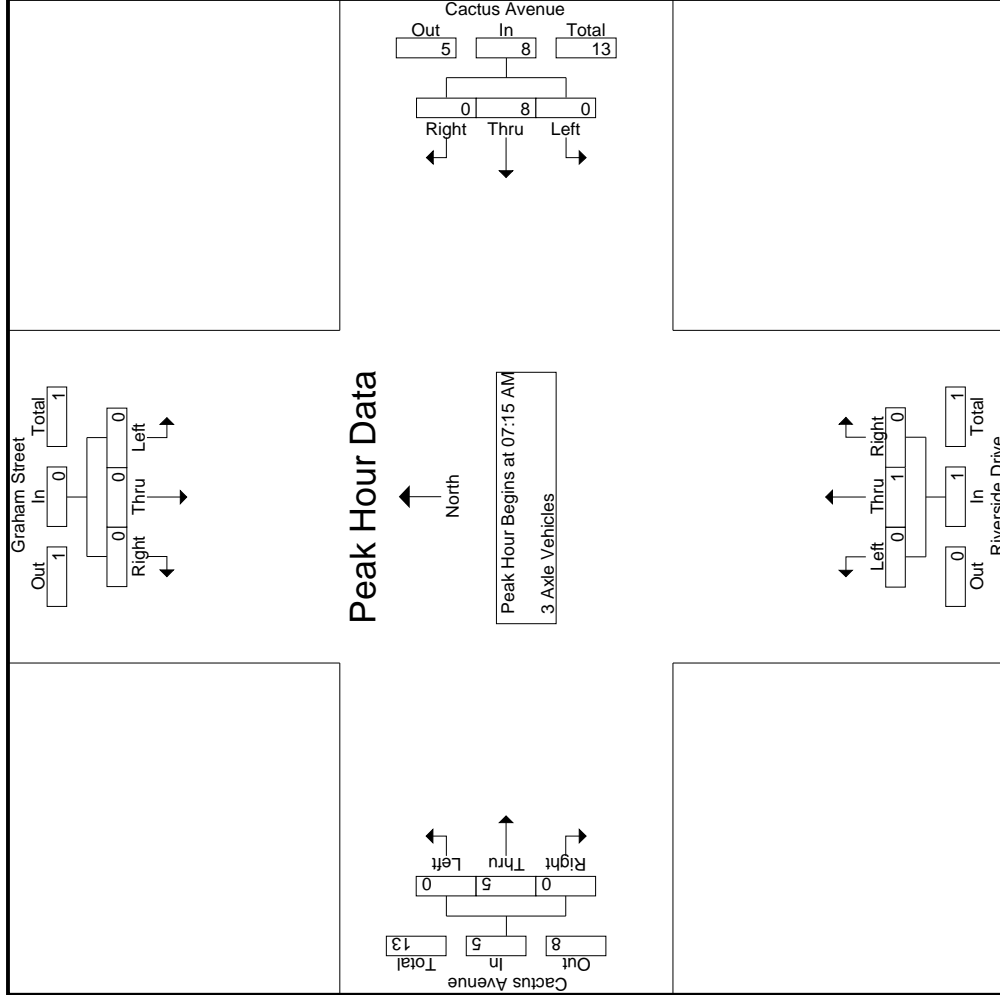 Cactus Avenue
Out In Total
5 8 13
0 8 0
Right Thru Left
Graham Street
Out In Total
1 0 1
0 0 0
Right Thru Left
Peak Hour Data
North
Peak Hour Begins at 07:15 AM
3 Axle Vehicles
Left Thru Right
0 1 0
0 1 1
Out In Total
Riverside Drive
Left Thru Right
0 5 0
13 5 8
Total In Out
Cactus Avenue